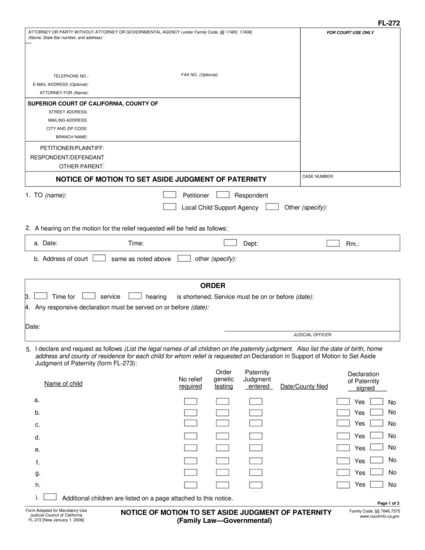 FL-272
ATTORNEY OR PARTY WITHOUT ATTORNEY OR GOVERNMENTAL AGENCY (under Family Code, §§ 17400, 17406)
(Name, State Bar number, and address):
FOR COURT USE ONLY
TELEPHONE NO.:
FAX NO. (Optional):
E-MAIL ADDRESS (Optional):
ATTORNEY FOR (Name):
SUPERIOR COURT OF CALIFORNIA, COUNTY OF
STREET ADDRESS:
MAILING ADDRESS:
CITY AND ZIP CODE:
BRANCH NAME:
PETITIONER/PLAINTIFF:
RESPONDENT/DEFENDANT
OTHER PARENT:
NOTICE OF MOTION TO SET ASIDE JUDGMENT OF PATERNITY
CASE NUMBER:
1. TO (name): Petitioner Respondent
Local Child Support Agency Other (specify):
2. A hearing on the motion for the relief requested will be held as follows:
a. Date: Time: Dept: Rm.:
b. Address of court same as noted above other (specify):
ORDER
3. Time for service hearing is shortened. Service must be on or before (date):
4. Any responsive declaration must be served on or before (date):
Date:
JUDICIAL OFFICER
5. I declare and request as follows (List the legal names of all children on the paternity judgment. Also list the date of birth, home
address and county of residence for each child for whom relief is requested on Declaration in Support of Motion to Set Aside
Judgment of Paternity (form FL-273):
Name of child
No relief
required
Order
genetic
testing
Paternity
Judgment
entered
Date/County filed
Declaration
of Paternity
signed
a. Yes No
b. Yes No
c. Yes No
d. Yes No
e. Yes No
f. Yes No
g. Yes No
h. Yes No
i. Additional children are listed on a page attached to this notice.
Page 1 of 3
Form Adopted for Mandatory Use
Judicial Council of California
FL-272 [New January 1, 2006]
NOTICE OF MOTION TO SET ASIDE JUDGMENT OF PATERNITY
(Family Law—Governmental)
Family Code, §§ 7646,7575
www.courtinfo.ca.gov